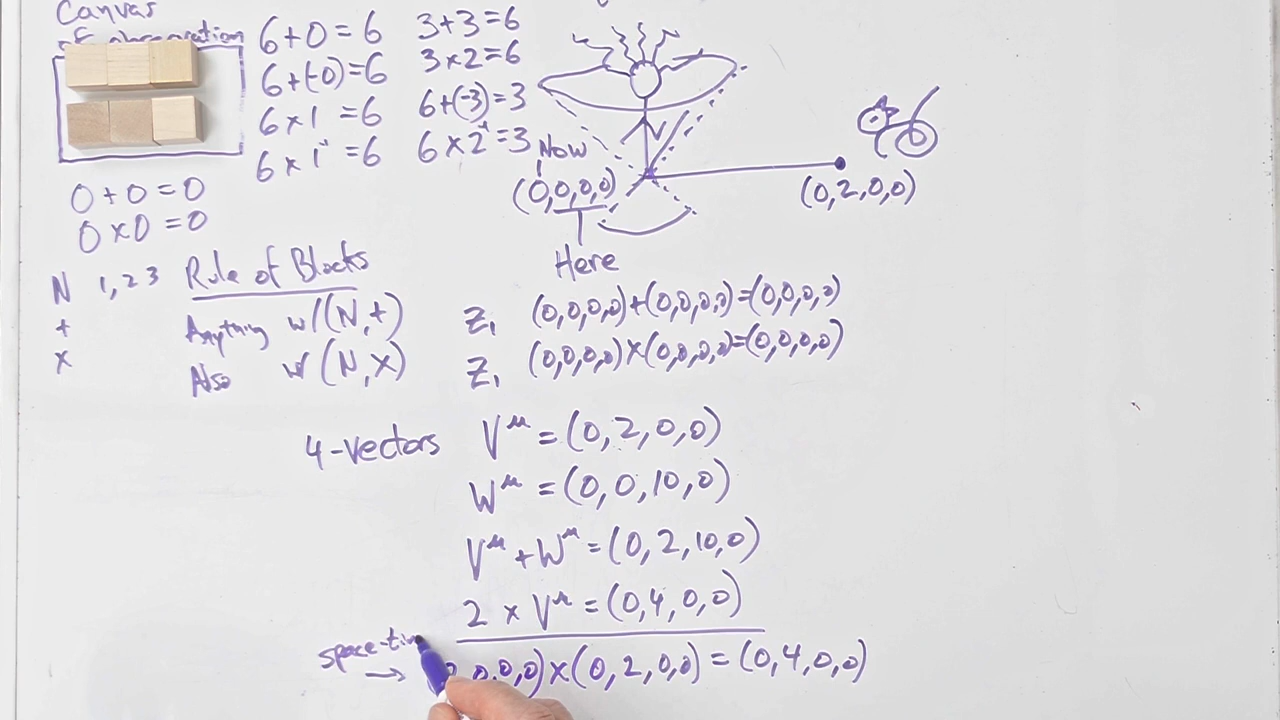 Canvas
of observation
6+0=6
6+(-0)=6
6×1=6
6×1⁻¹=6
3+3=6
3×2=6
6+(-3)=3
6×2⁻¹=3
0+0=0
0×0=0
Now
(0,0,0,0)
Here
(0,2,0,0)
N 1,2 3
+
×
Rule of Blocks
Anything w/(N,+)
Also w/(N,×)
Z₁ (0,0,0,0)+(0,0,0,0)=(0,0,0,0)
Z₁ (0,0,0,0)×(0,0,0,0)=(0,0,0,0)
4-vectors
V^μ = (0,2,0,0)
W^μ = (0,0,10,0)
V^μ + W^μ = (0,2,10,0)
2 × V^μ = (0,4,0,0)
space-tim
→ ,0,0,0)×(0,2,0,0) = (0,4,0,0)